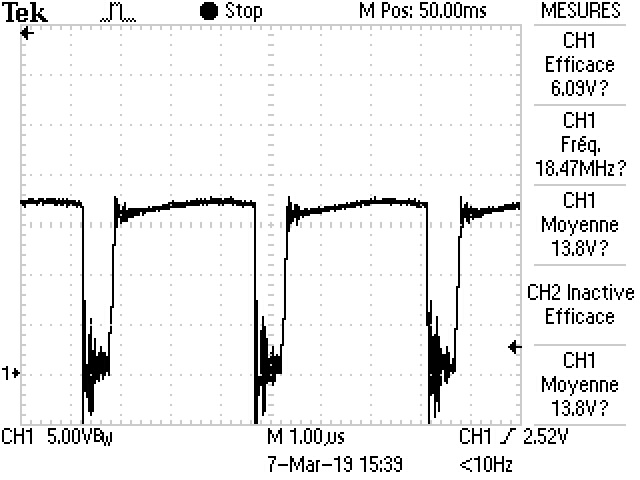 Tek Stop M Pos: 50.00ms MESURES
CH1
Efficace
6.09V?
CH1
Fréq.
18.47MHz?
CH1
Moyenne
13.8V?
CH2 Inactive
Efficace
CH1
Moyenne
13.8V?
1
CH1 5.00VBW M 1.00µs CH1 2.52V
7-Mar-19 15:39 <10Hz